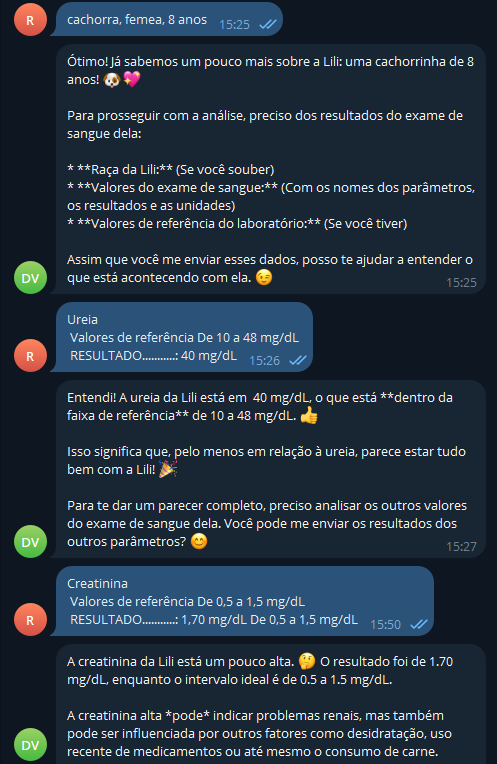 R
cachorra, femea, 8 anos 15:25
Ótimo! Já sabemos um pouco mais sobre a Lili: uma cachorrinha de 8
anos! 🐶💖
Para prosseguir com a análise, preciso dos resultados do exame de
sangue dela:
* **Raça da Lili:** (Se você souber)
* **Valores do exame de sangue:** (Com os nomes dos parâmetros,
os resultados e as unidades)
* **Valores de referência do laboratório:** (Se você tiver)
Assim que você me enviar esses dados, posso te ajudar a entender o
que está acontecendo com ela. 😉
15:25
DV
Ureia
Valores de referência De 10 a 48 mg/dL
RESULTADO...........: 40 mg/dL 15:26
R
Entendi! A ureia da Lili está em  40 mg/dL, o que está **dentro da
faixa de referência** de 10 a 48 mg/dL. 👍
Isso significa que, pelo menos em relação à ureia, parece estar tudo
bem com a Lili! 🎉
Para te dar um parecer completo, preciso analisar os outros valores
do exame de sangue dela. Você pode me enviar os resultados dos
outros parâmetros? 😊
15:27
DV
Creatinina
Valores de referência De 0,5 a 1,5 mg/dL
RESULTADO...........: 1,70 mg/dL De 0,5 a 1,5 mg/dL 15:50
R
A creatinina da Lili está um pouco alta. 🤔 O resultado foi de 1.70
mg/dL, enquanto o intervalo ideal é de 0.5 a 1.5 mg/dL.
A creatinina alta *pode* indicar problemas renais, mas também
pode ser influenciada por outros fatores como desidratação, uso
recente de medicamentos ou até mesmo o consumo de carne.
DV